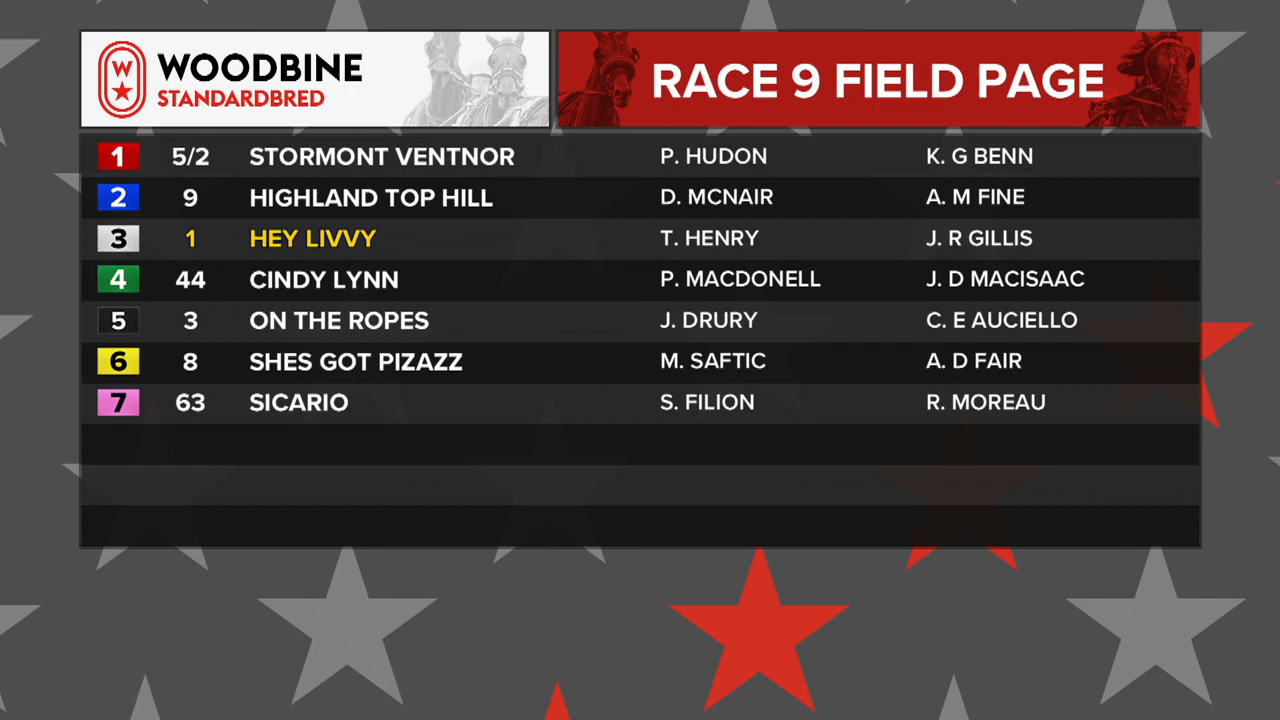 W
WOODBINE
STANDARDBRED
RACE 9 FIELD PAGE
1 5/2 STORMONT VENTNOR P. HUDON K. G BENN
2 9 HIGHLAND TOP HILL D. MCNAIR A. M FINE
3 1 HEY LIVVY T. HENRY J. R GILLIS
4 44 CINDY LYNN P. MACDONELL J. D MACISAAC
5 3 ON THE ROPES J. DRURY C. E AUCIELLO
6 8 SHES GOT PIZAZZ M. SAFTIC A. D FAIR
7 63 SICARIO S. FILION R. MOREAU